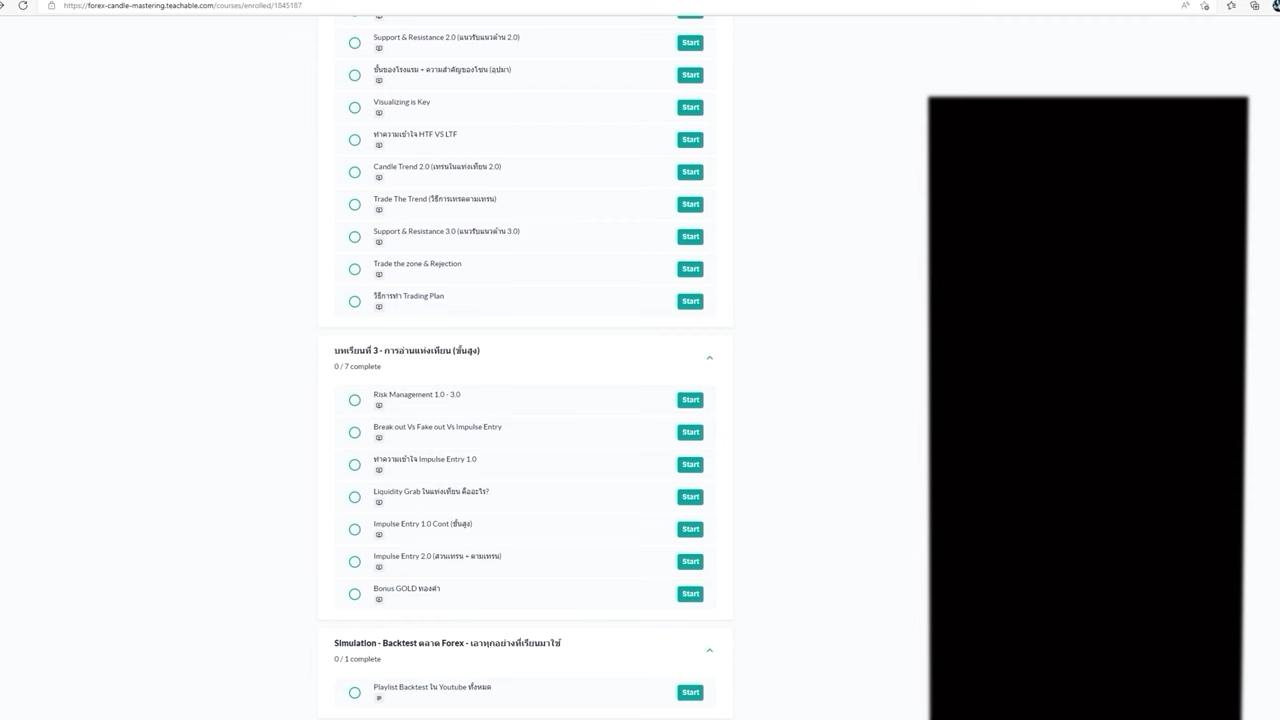 https://forex-candle-mastering.teachable.com/courses/enrolled/1845187
Support & Resistance 2.0 (แนวรับแนวต้าน 2.0)
Start
ชั้นของโรงแรม + ความสำคัญของโซน (อุปมา)
Start
Visualizing is Key
Start
ทำความเข้าใจ HTF VS LTF
Start
Candle Trend 2.0 (เทรนในแท่งเทียน 2.0)
Start
Trade The Trend (วิธีการเทรดตามเทรน)
Start
Support & Resistance 3.0 (แนวรับแนวต้าน 3.0)
Start
Trade the zone & Rejection
Start
วิธีการทำ Trading Plan
Start
บทเรียนที่ 3 - การอ่านแท่งเทียน (ขั้นสูง)
0 / 7 complete
Risk Management 1.0 - 3.0
Start
Break out Vs Fake out Vs Impulse Entry
Start
ทำความเข้าใจ Impulse Entry 1.0
Start
Liquidity Grab ในแท่งเทียน คืออะไร?
Start
Impulse Entry 1.0 Cont (ขั้นสูง)
Start
Impulse Entry 2.0 (สวนเทรน + ตามเทรน)
Start
Bonus GOLD ทองคำ
Start
Simulation - Backtest ตลาด Forex - เอาทุกอย่างที่เรียนมาใช้
0 / 1 complete
Playlist Backtest ใน Youtube ทั้งหมด
Start